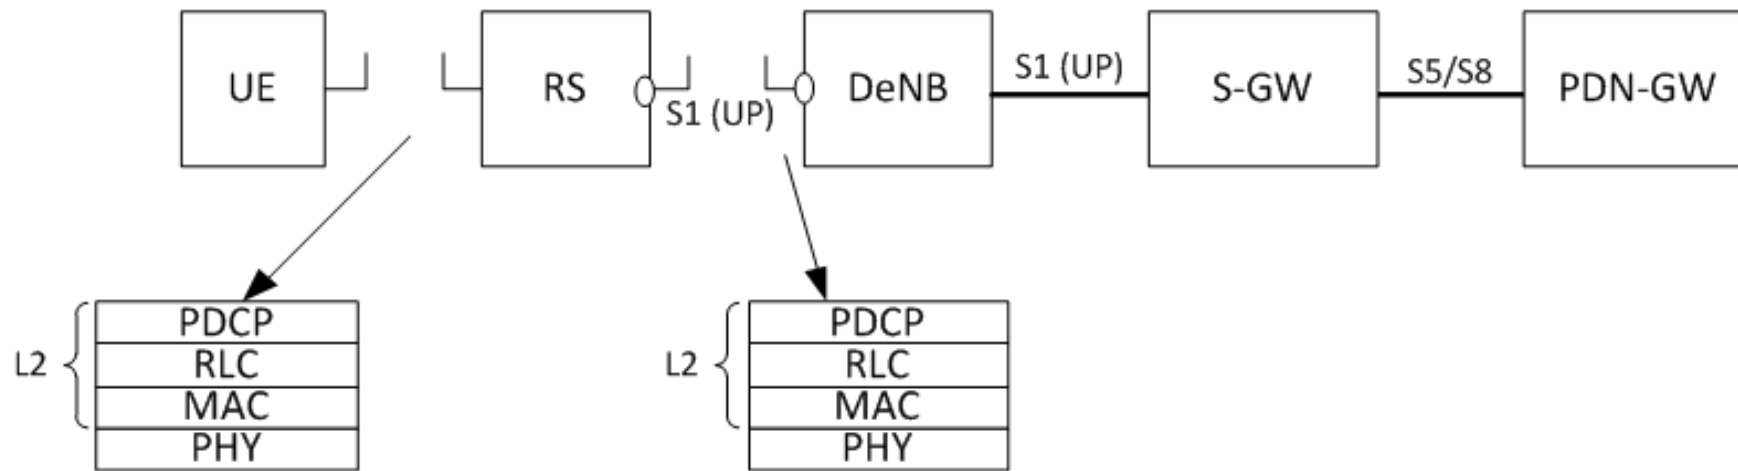 UE
RS
S1 (UP)
DeNB
S1 (UP)
S-GW
S5/S8
PDN-GW
L2
PDCP
RLC
MAC
PHY
L2
PDCP
RLC
MAC
PHY